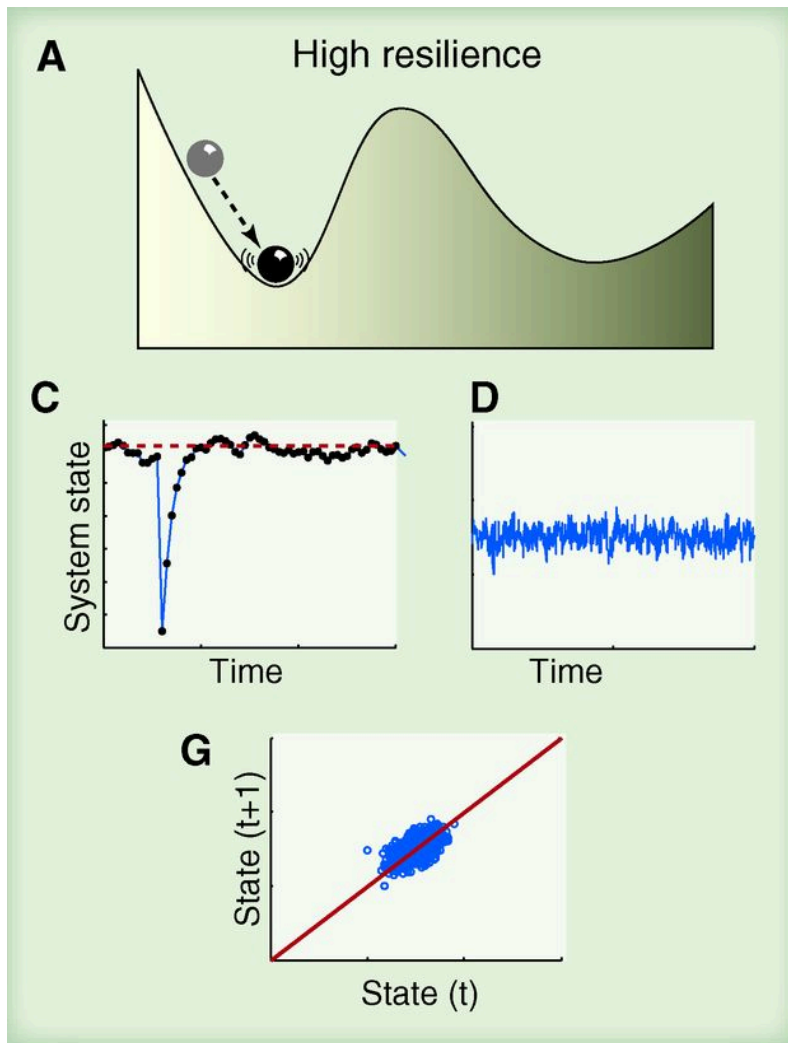 A
High resilience
C
System state
Time
D
Time
G
State (t+1)
State (t)